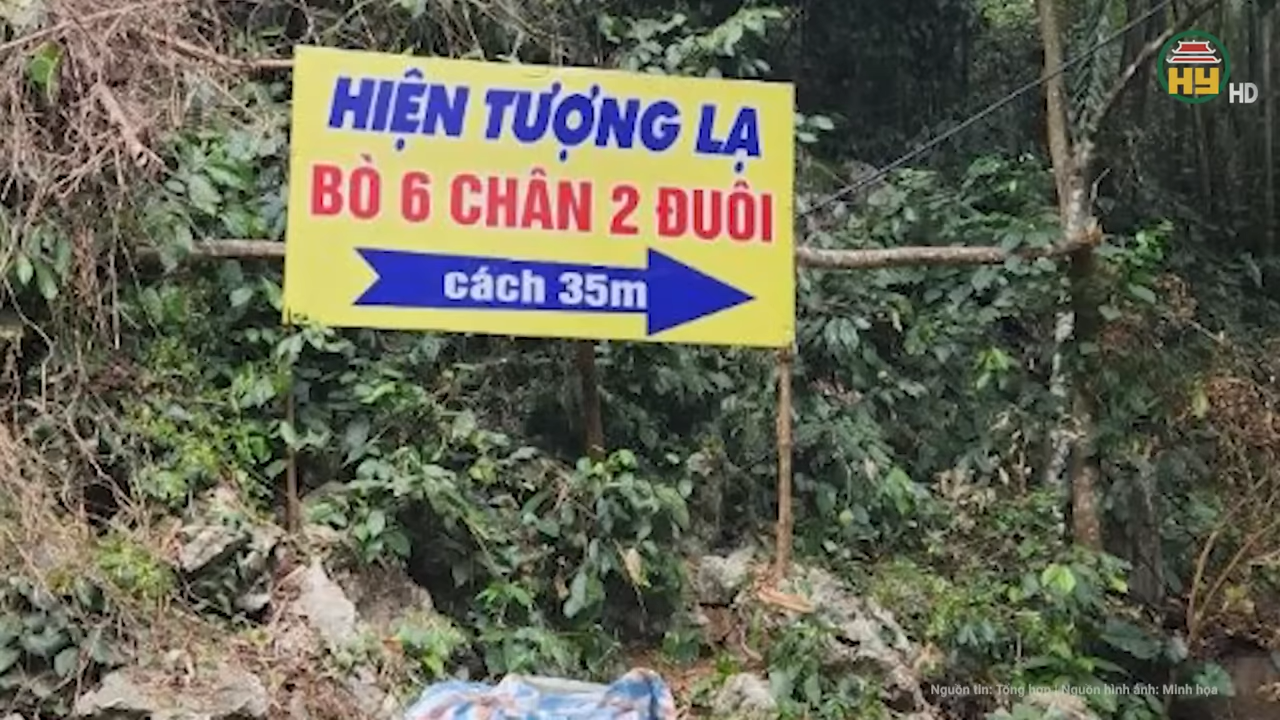 HIỆN TƯỢNG LẠ
BÒ 6 CHÂN 2 ĐUÔI
cách 35m
HY HD
Nguồn tin: Tổng hợp | Nguồn hình ảnh: Minh họa